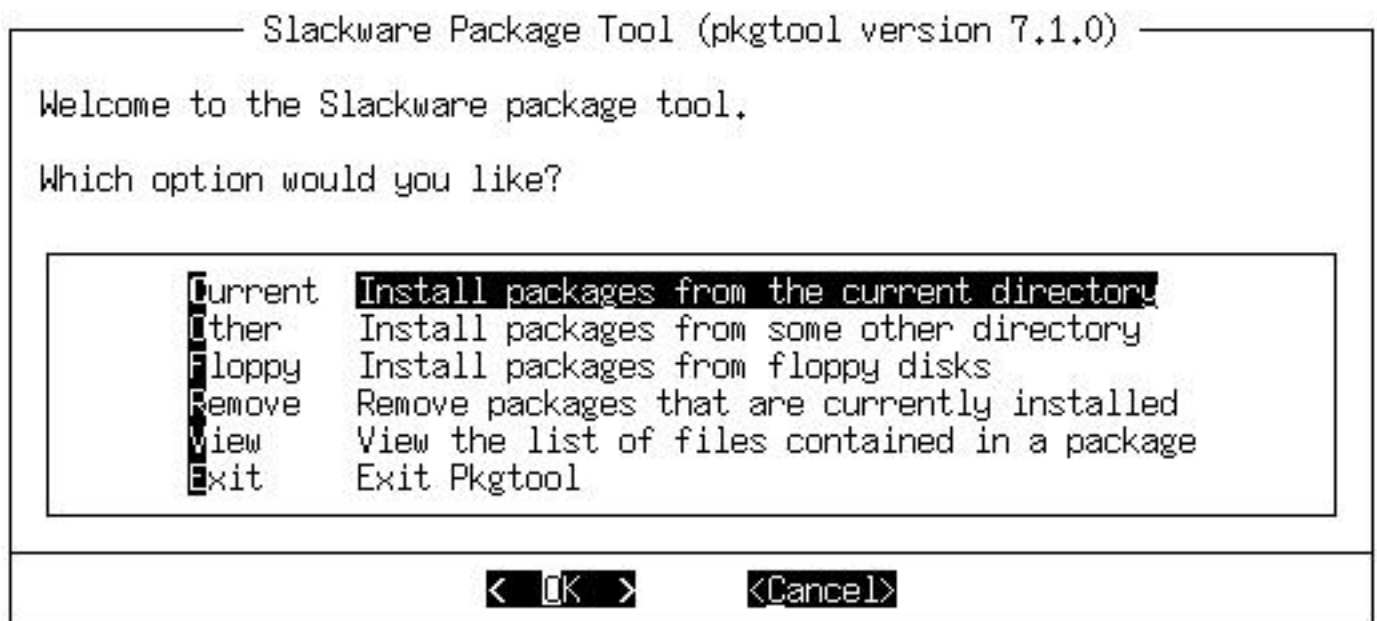 Slackware Package Tool (pkgtool version 7.1.0)
Welcome to the Slackware package tool.
Which option would you like?
Current Install packages from the current directory
Other Install packages from some other directory
Floppy Install packages from floppy disks
Remove Remove packages that are currently installed
View View the list of files contained in a package
Exit Exit Pkgtool
< OK > <Cancel>